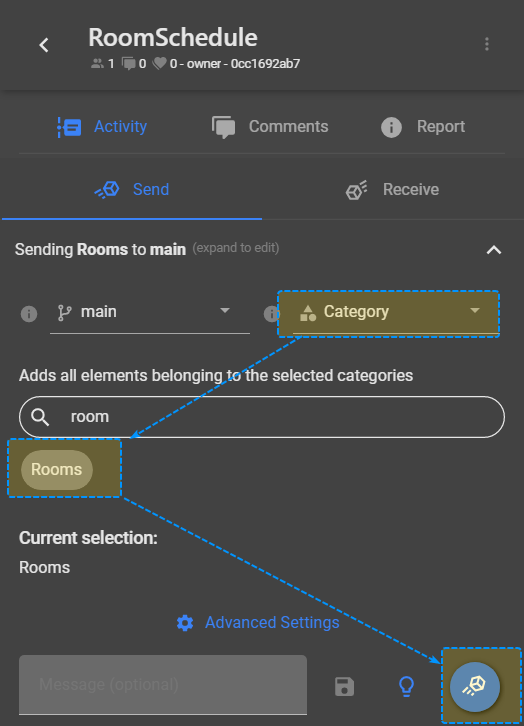 RoomSchedule
1 0 0 - owner - 0cc1692ab7
Activity Comments Report
Send Receive
Sending Rooms to main (expand to edit)
main Category
Adds all elements belonging to the selected categories
room
Rooms
Current selection:
Rooms
Advanced Settings
Message (optional)